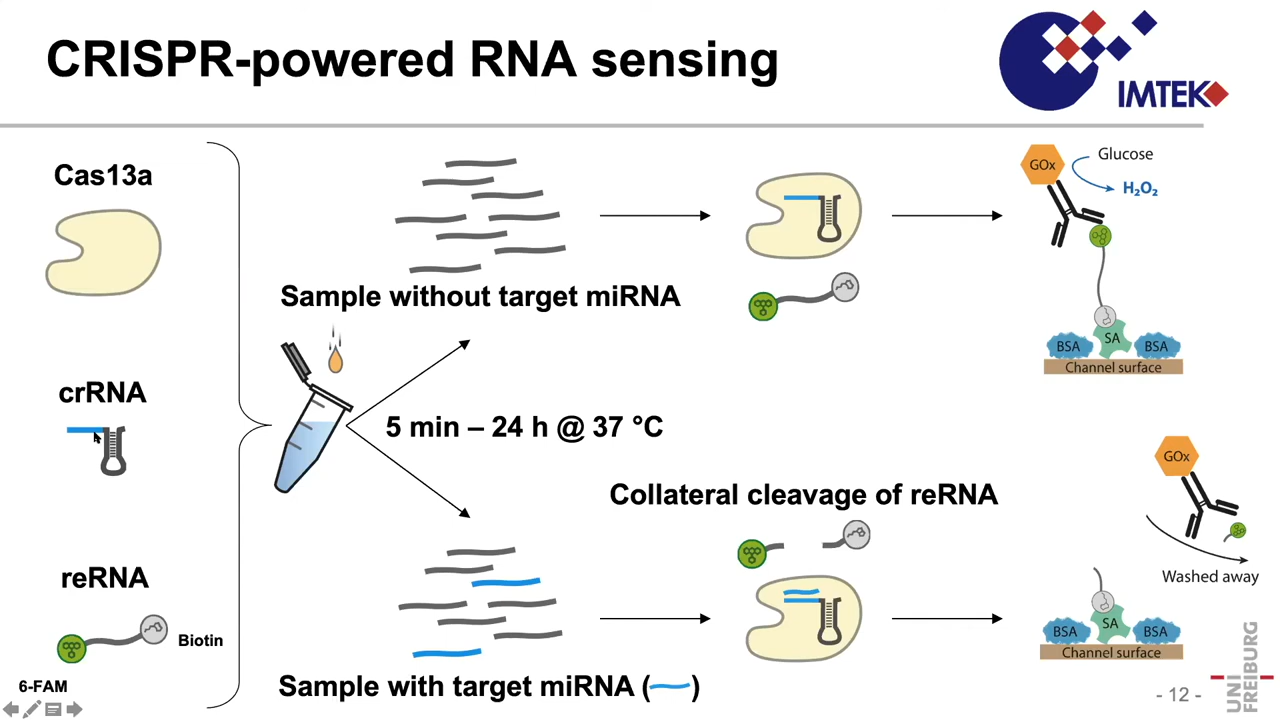 CRISPR-powered RNA sensing
IMTEK
Cas13a
crRNA
reRNA
Biotin
6-FAM
Sample without target miRNA
5 min – 24 h @ 37 °C
Sample with target miRNA ( )
Collateral cleavage of reRNA
GOx
Glucose
H₂O₂
BSA
SA
BSA
Channel surface
GOx
Washed away
BSA
SA
BSA
Channel surface
- 12 -
UNI
FREIBURG